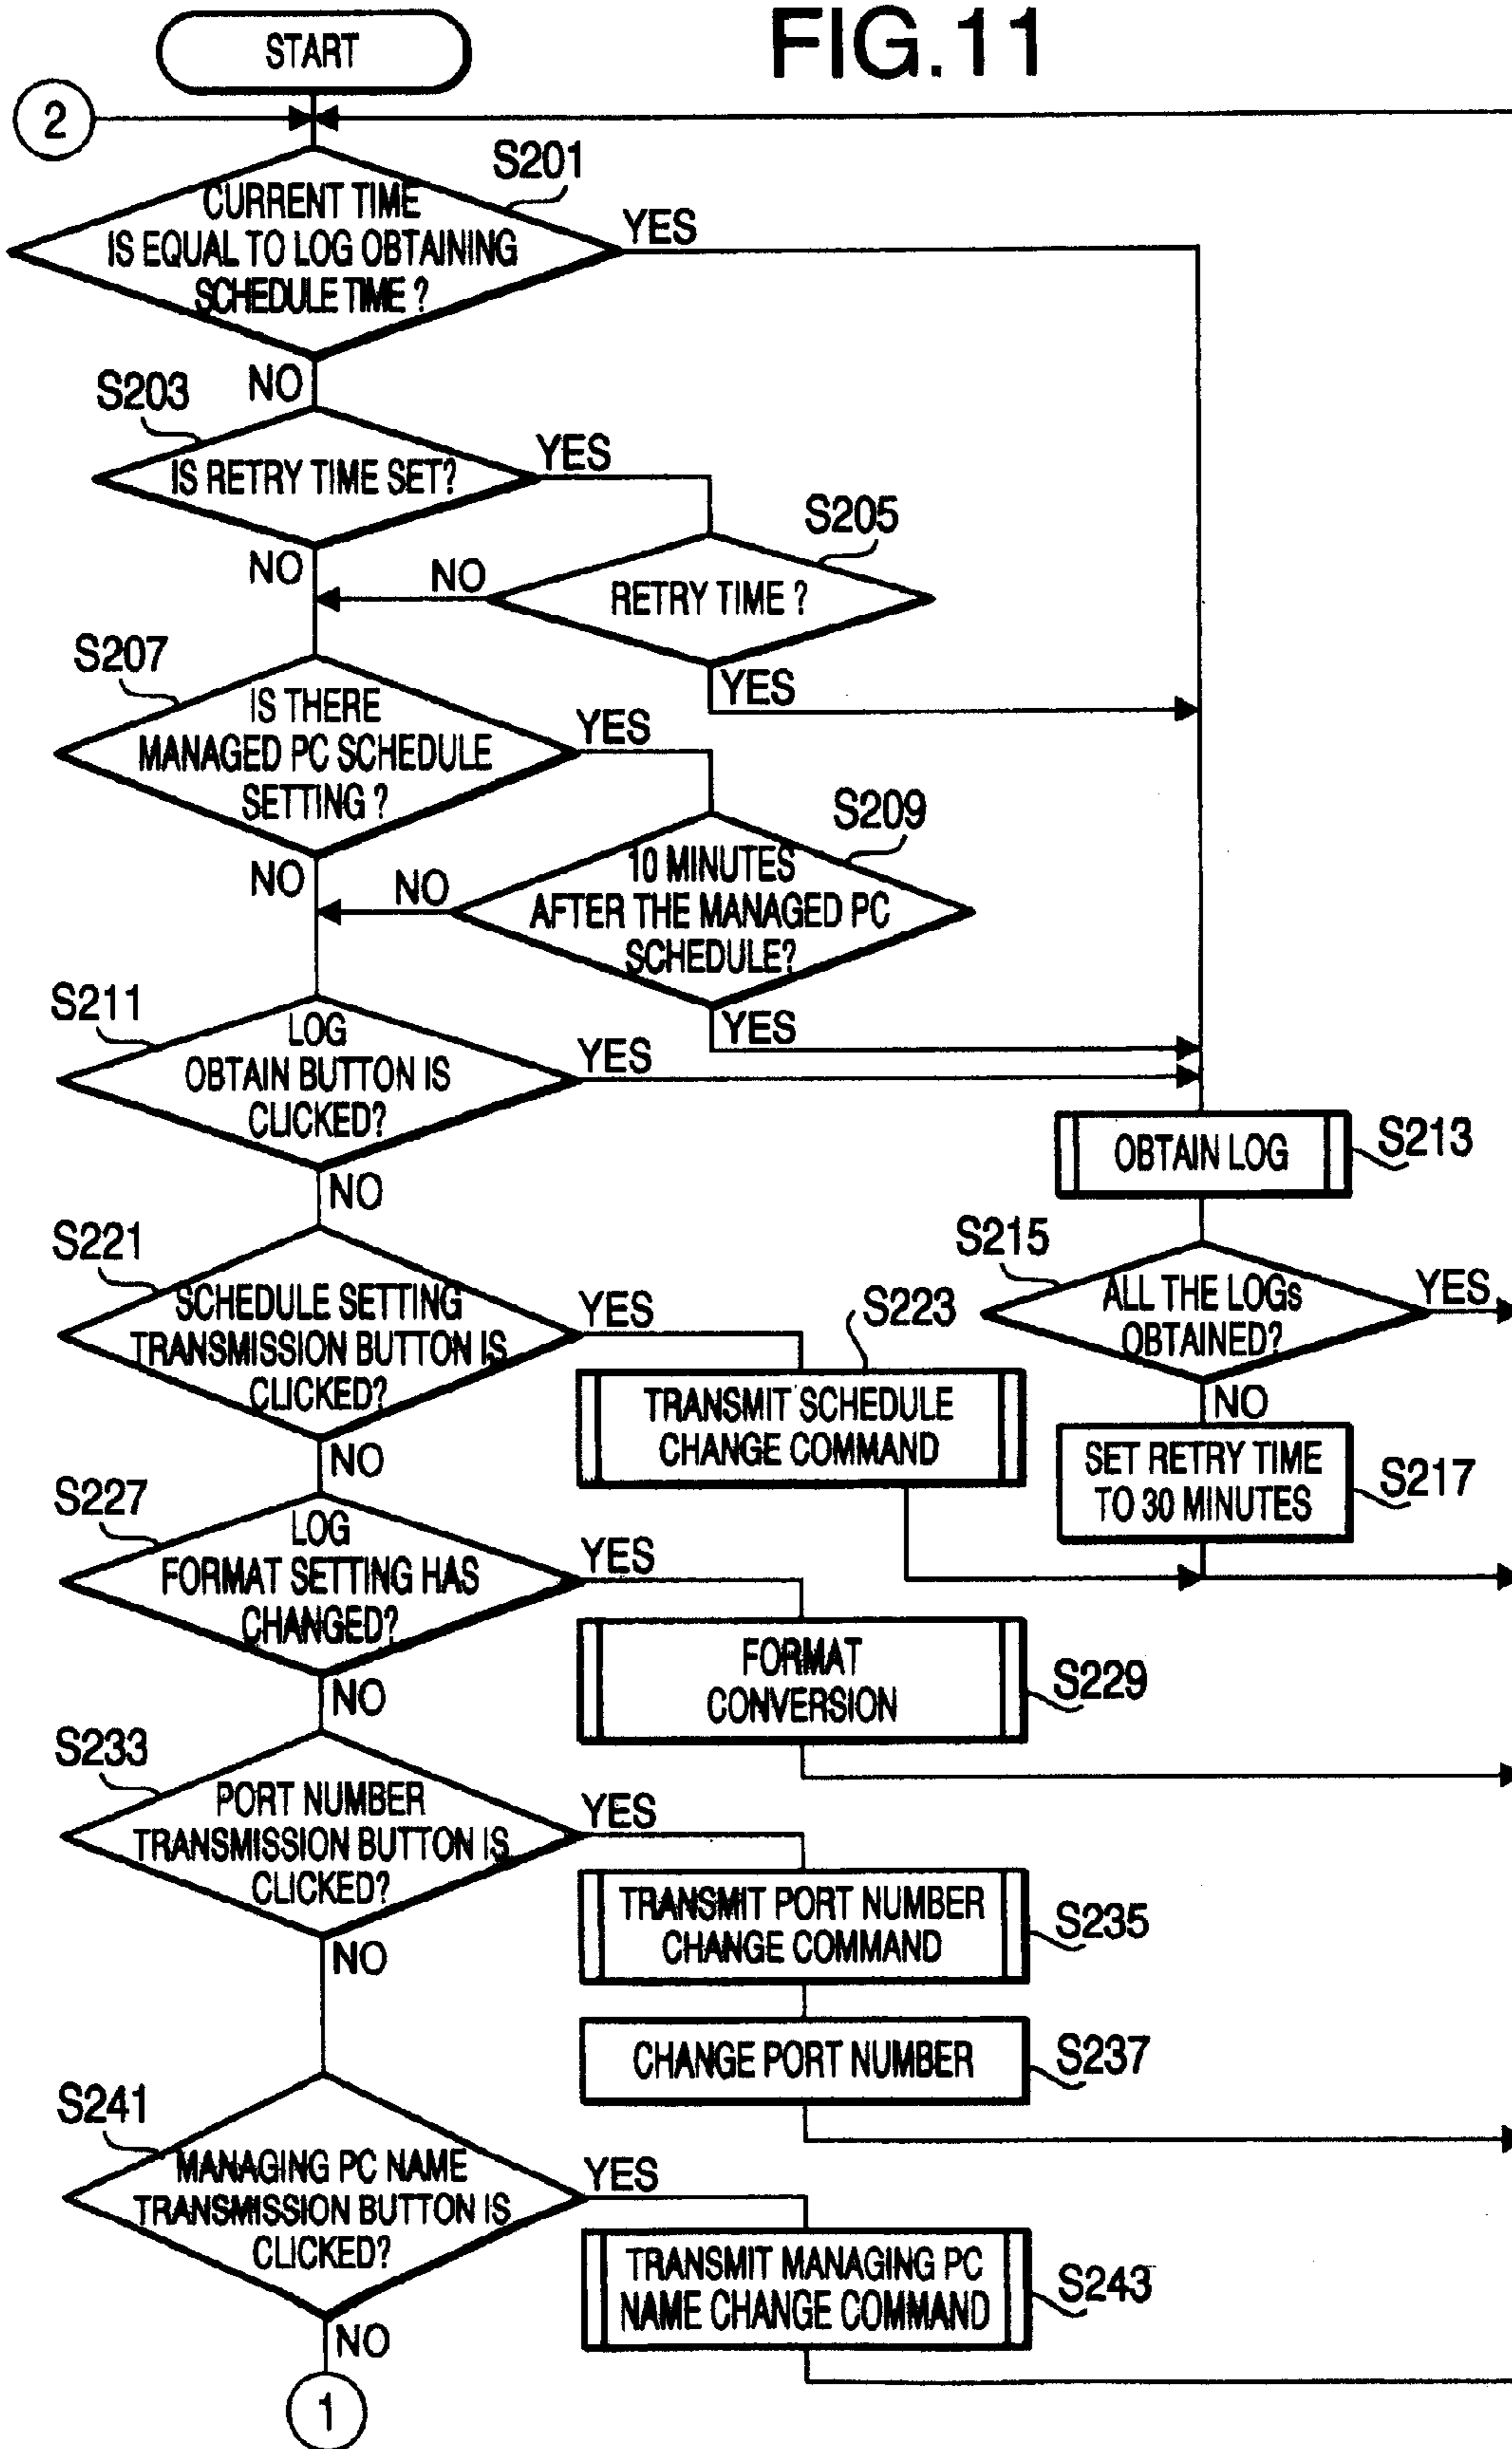 FIG.11
START
2
S201
CURRENT TIME
IS EQUAL TO LOG OBTAINING
SCHEDULE TIME ?
YES
NO
S203
IS RETRY TIME SET?
YES
NO
S205
RETRY TIME ?
NO
YES
S207
IS THERE
MANAGED PC SCHEDULE
SETTING ?
YES
NO
S209
10 MINUTES
AFTER THE MANAGED PC
SCHEDULE?
NO
YES
S211
LOG
OBTAIN BUTTON IS
CLICKED?
YES
NO
OBTAIN LOG
S213
S215
ALL THE LOGs
OBTAINED?
YES
NO
SET RETRY TIME
TO 30 MINUTES
S217
S221
SCHEDULE SETTING
TRANSMISSION BUTTON IS
CLICKED?
YES
NO
S223
TRANSMIT SCHEDULE
CHANGE COMMAND
S227
LOG
FORMAT SETTING HAS
CHANGED?
YES
NO
FORMAT
CONVERSION
S229
S233
PORT NUMBER
TRANSMISSION BUTTON IS
CLICKED?
YES
NO
TRANSMIT PORT NUMBER
CHANGE COMMAND
S235
CHANGE PORT NUMBER
S237
S241
MANAGING PC NAME
TRANSMISSION BUTTON IS
CLICKED?
YES
NO
TRANSMIT MANAGING PC
NAME CHANGE COMMAND
S243
1